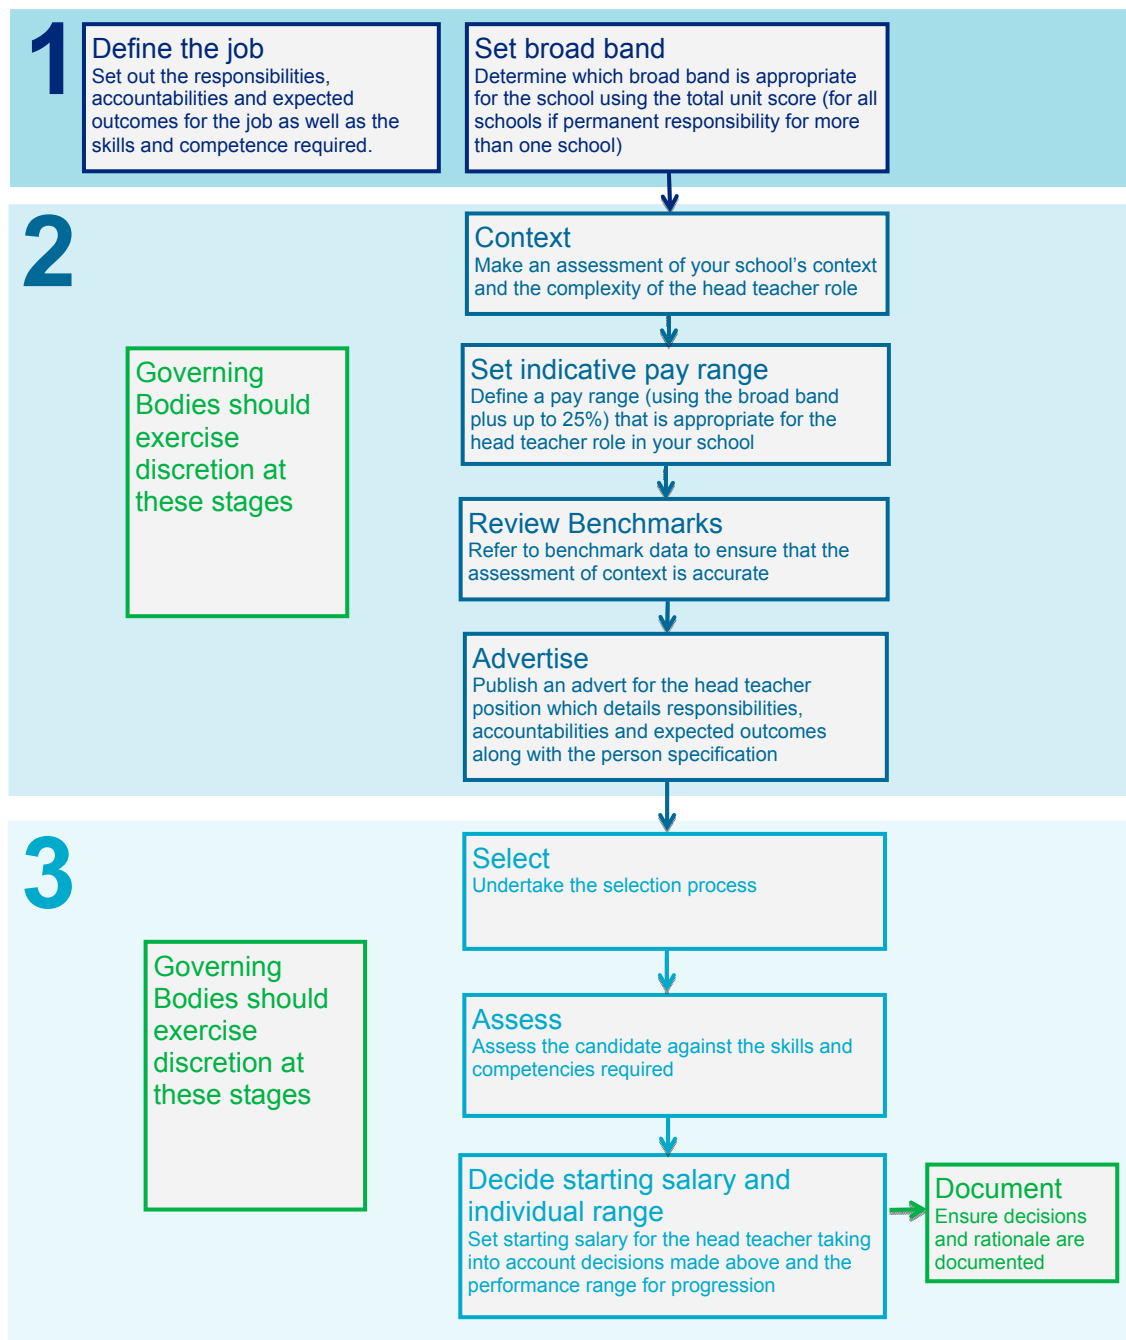 1
Define the job
Set out the responsibilities,
accountabilities and expected
outcomes for the job as well as the
skills and competence required.
Set broad band
Determine which broad band is appropriate
for the school using the total unit score (for all
schools if permanent responsibility for more
than one school)
2
Context
Make an assessment of your school's context
and the complexity of the head teacher role
Governing
Bodies should
exercise
discretion at
these stages
Set indicative pay range
Define a pay range (using the broad band
plus up to 25%) that is appropriate for the
head teacher role in your school
Review Benchmarks
Refer to benchmark data to ensure that the
assessment of context is accurate
Advertise
Publish an advert for the head teacher
position which details responsibilities,
accountabilities and expected outcomes
along with the person specification
3
Select
Undertake the selection process
Governing
Bodies should
exercise
discretion at
these stages
Assess
Assess the candidate against the skills and
competencies required
Decide starting salary and
individual range
Set starting salary for the head teacher taking
into account decisions made above and the
performance range for progression
Document
Ensure decisions
and rationale are
documented